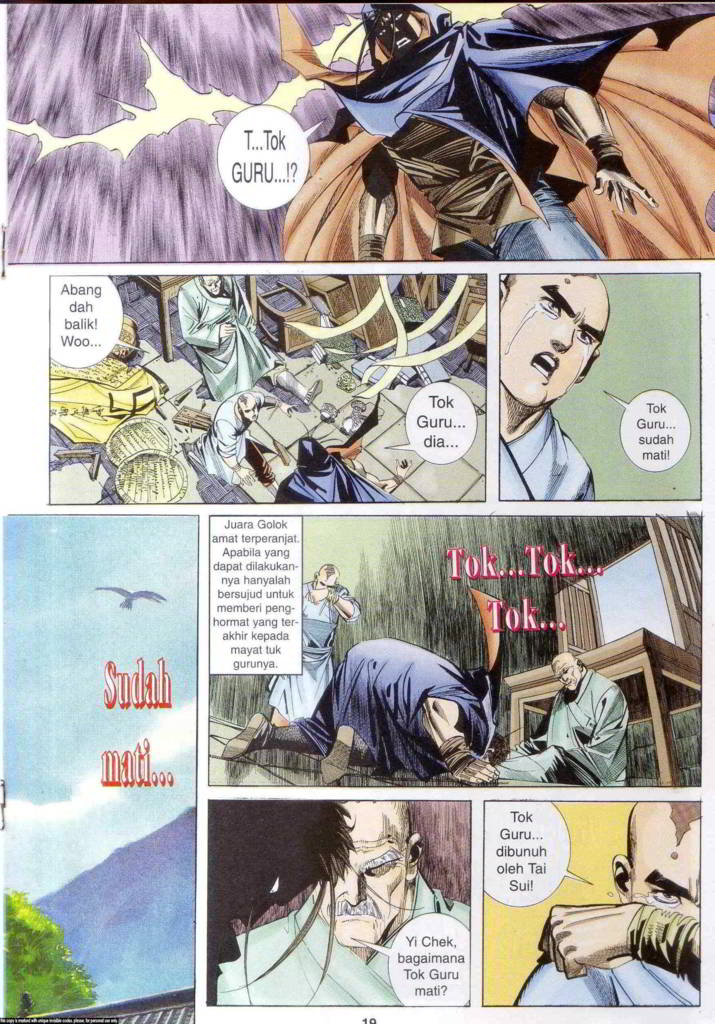 T...Tok
GURU...!?
Abang
dah
balik!
Woo...
Tok
Guru...
dia...
Tok
Guru...
sudah
mati!
Sudah
mati...
Juara Golok
amat terperanjat.
Apabila yang
dapat dilakukan-
nya hanyalah
bersujud untuk
memberi peng-
hormat yang ter-
akhir kepada
mayat tuk
gurunya.
Tok...Tok...
Tok...
Yi Chek,
bagaimana
Tok Guru
mati?
Tok
Guru...
dibunuh
oleh Tai
Sui!
19